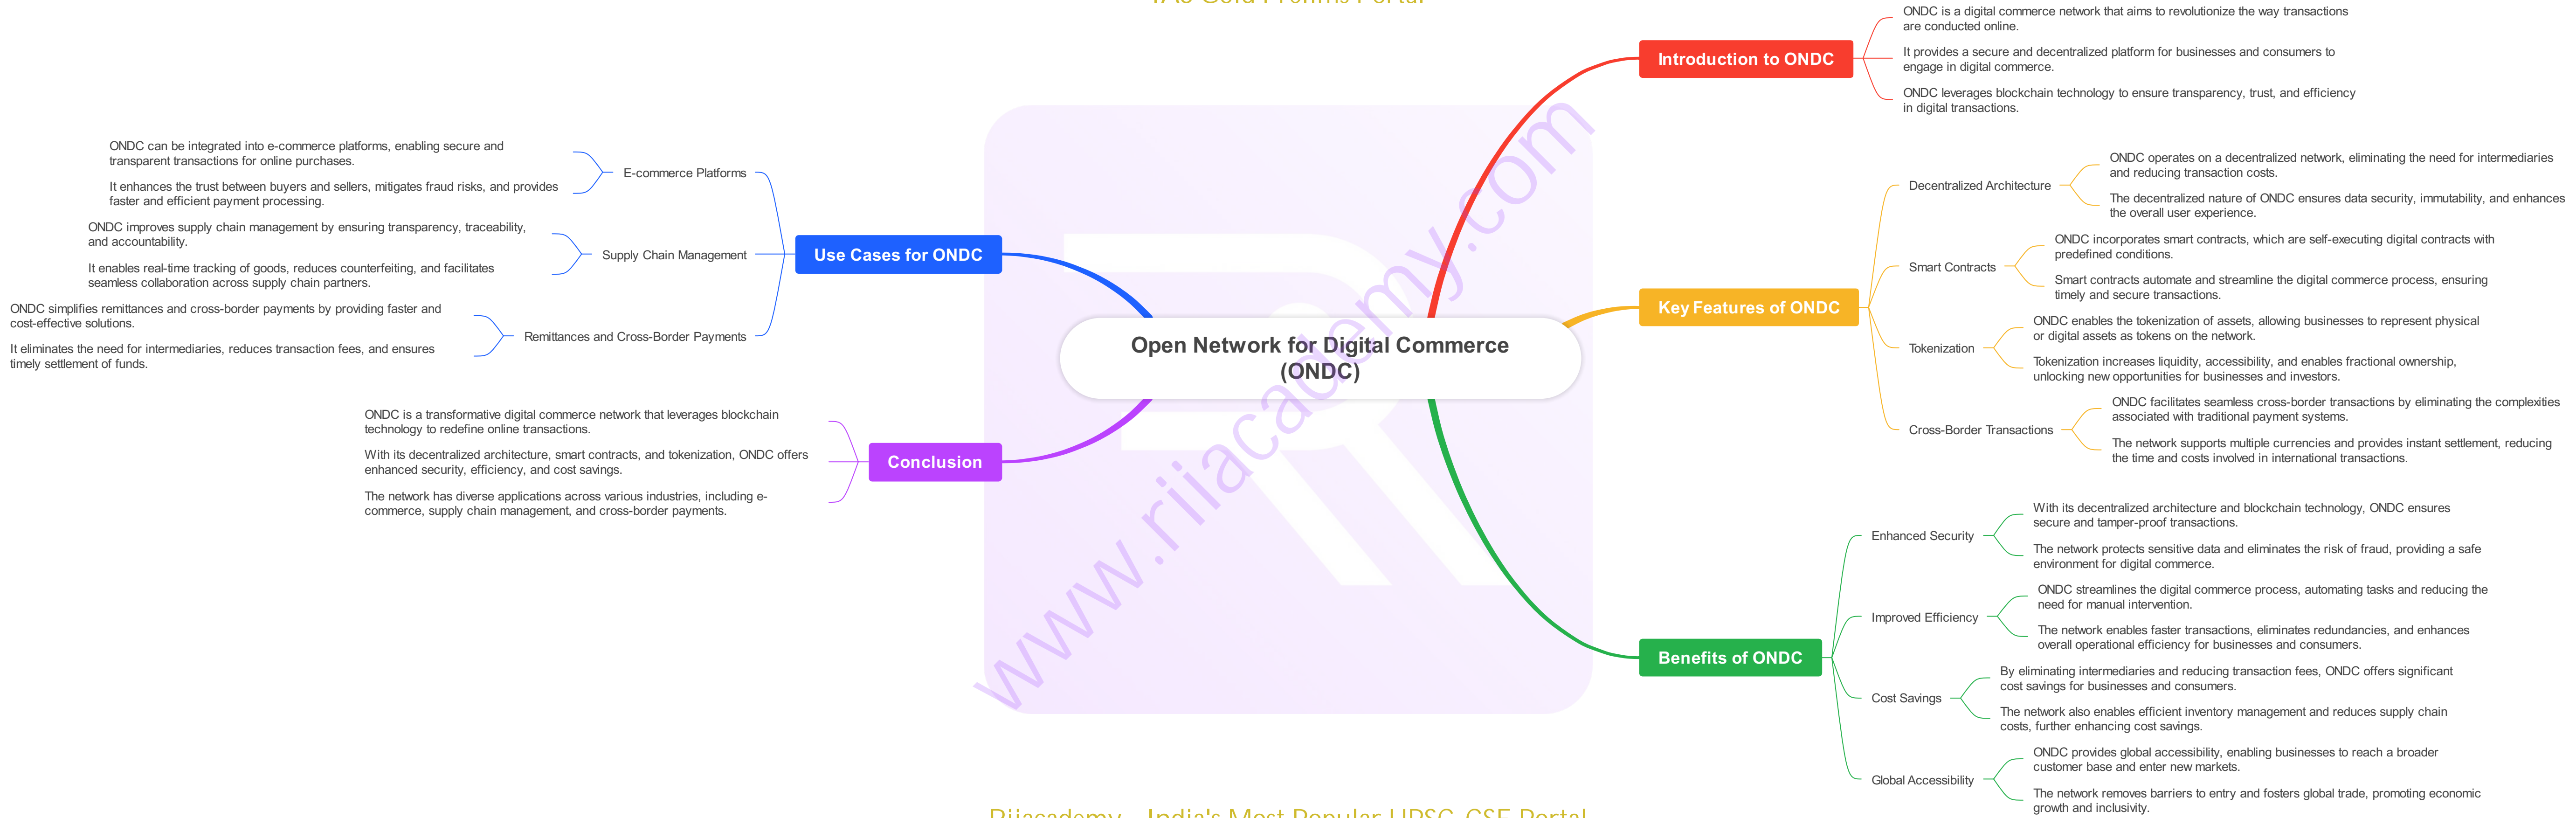 IAS Gold Prelims Portal
Introduction to ONDC
ONDC is a digital commerce network that aims to revolutionize the way transactions
are conducted online.
It provides a secure and decentralized platform for businesses and consumers to
engage in digital commerce.
ONDC leverages blockchain technology to ensure transparency, trust, and efficiency
in digital transactions.
Key Features of ONDC
Decentralized Architecture
ONDC operates on a decentralized network, eliminating the need for intermediaries
and reducing transaction costs.
The decentralized nature of ONDC ensures data security, immutability, and enhances
the overall user experience.
Smart Contracts
ONDC incorporates smart contracts, which are self-executing digital contracts with
predefined conditions.
Smart contracts automate and streamline the digital commerce process, ensuring
timely and secure transactions.
Tokenization
ONDC enables the tokenization of assets, allowing businesses to represent physical
or digital assets as tokens on the network.
Tokenization increases liquidity, accessibility, and enables fractional ownership,
unlocking new opportunities for businesses and investors.
Cross-Border Transactions
ONDC facilitates seamless cross-border transactions by eliminating the complexities
associated with traditional payment systems.
The network supports multiple currencies and provides instant settlement, reducing
the time and costs involved in international transactions.
Benefits of ONDC
Enhanced Security
With its decentralized architecture and blockchain technology, ONDC ensures
secure and tamper-proof transactions.
The network protects sensitive data and eliminates the risk of fraud, providing a safe
environment for digital commerce.
Improved Efficiency
ONDC streamlines the digital commerce process, automating tasks and reducing the
need for manual intervention.
The network enables faster transactions, eliminates redundancies, and enhances
overall operational efficiency for businesses and consumers.
Cost Savings
By eliminating intermediaries and reducing transaction fees, ONDC offers significant
cost savings for businesses and consumers.
The network also enables efficient inventory management and reduces supply chain
costs, further enhancing cost savings.
Global Accessibility
ONDC provides global accessibility, enabling businesses to reach a broader
customer base and enter new markets.
The network removes barriers to entry and fosters global trade, promoting economic
growth and inclusivity.
Open Network for Digital Commerce
(ONDC)
www.riiacademy.com
Use Cases for ONDC
E-commerce Platforms
ONDC can be integrated into e-commerce platforms, enabling secure and
transparent transactions for online purchases.
It enhances the trust between buyers and sellers, mitigates fraud risks, and provides
faster and efficient payment processing.
Supply Chain Management
ONDC improves supply chain management by ensuring transparency, traceability,
and accountability.
It enables real-time tracking of goods, reduces counterfeiting, and facilitates
seamless collaboration across supply chain partners.
Remittances and Cross-Border Payments
ONDC simplifies remittances and cross-border payments by providing faster and
cost-effective solutions.
It eliminates the need for intermediaries, reduces transaction fees, and ensures
timely settlement of funds.
Conclusion
ONDC is a transformative digital commerce network that leverages blockchain
technology to redefine online transactions.
With its decentralized architecture, smart contracts, and tokenization, ONDC offers
enhanced security, efficiency, and cost savings.
The network has diverse applications across various industries, including e-
commerce, supply chain management, and cross-border payments.
India's Most Popular UPSC-CSE Portal